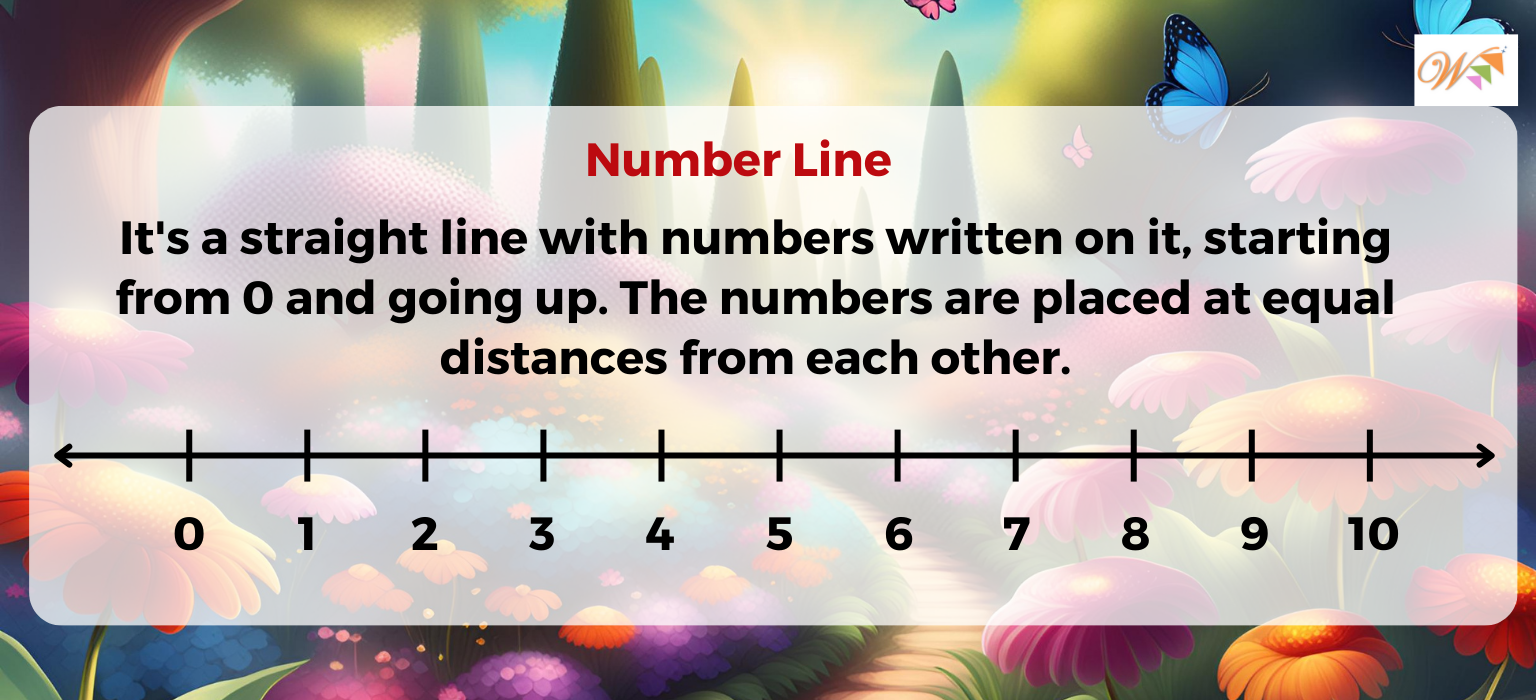 W
Number Line
It's a straight line with numbers written on it, starting
from 0 and going up. The numbers are placed at equal
distances from each other.
0 1 2 3 4 5 6 7 8 9 10